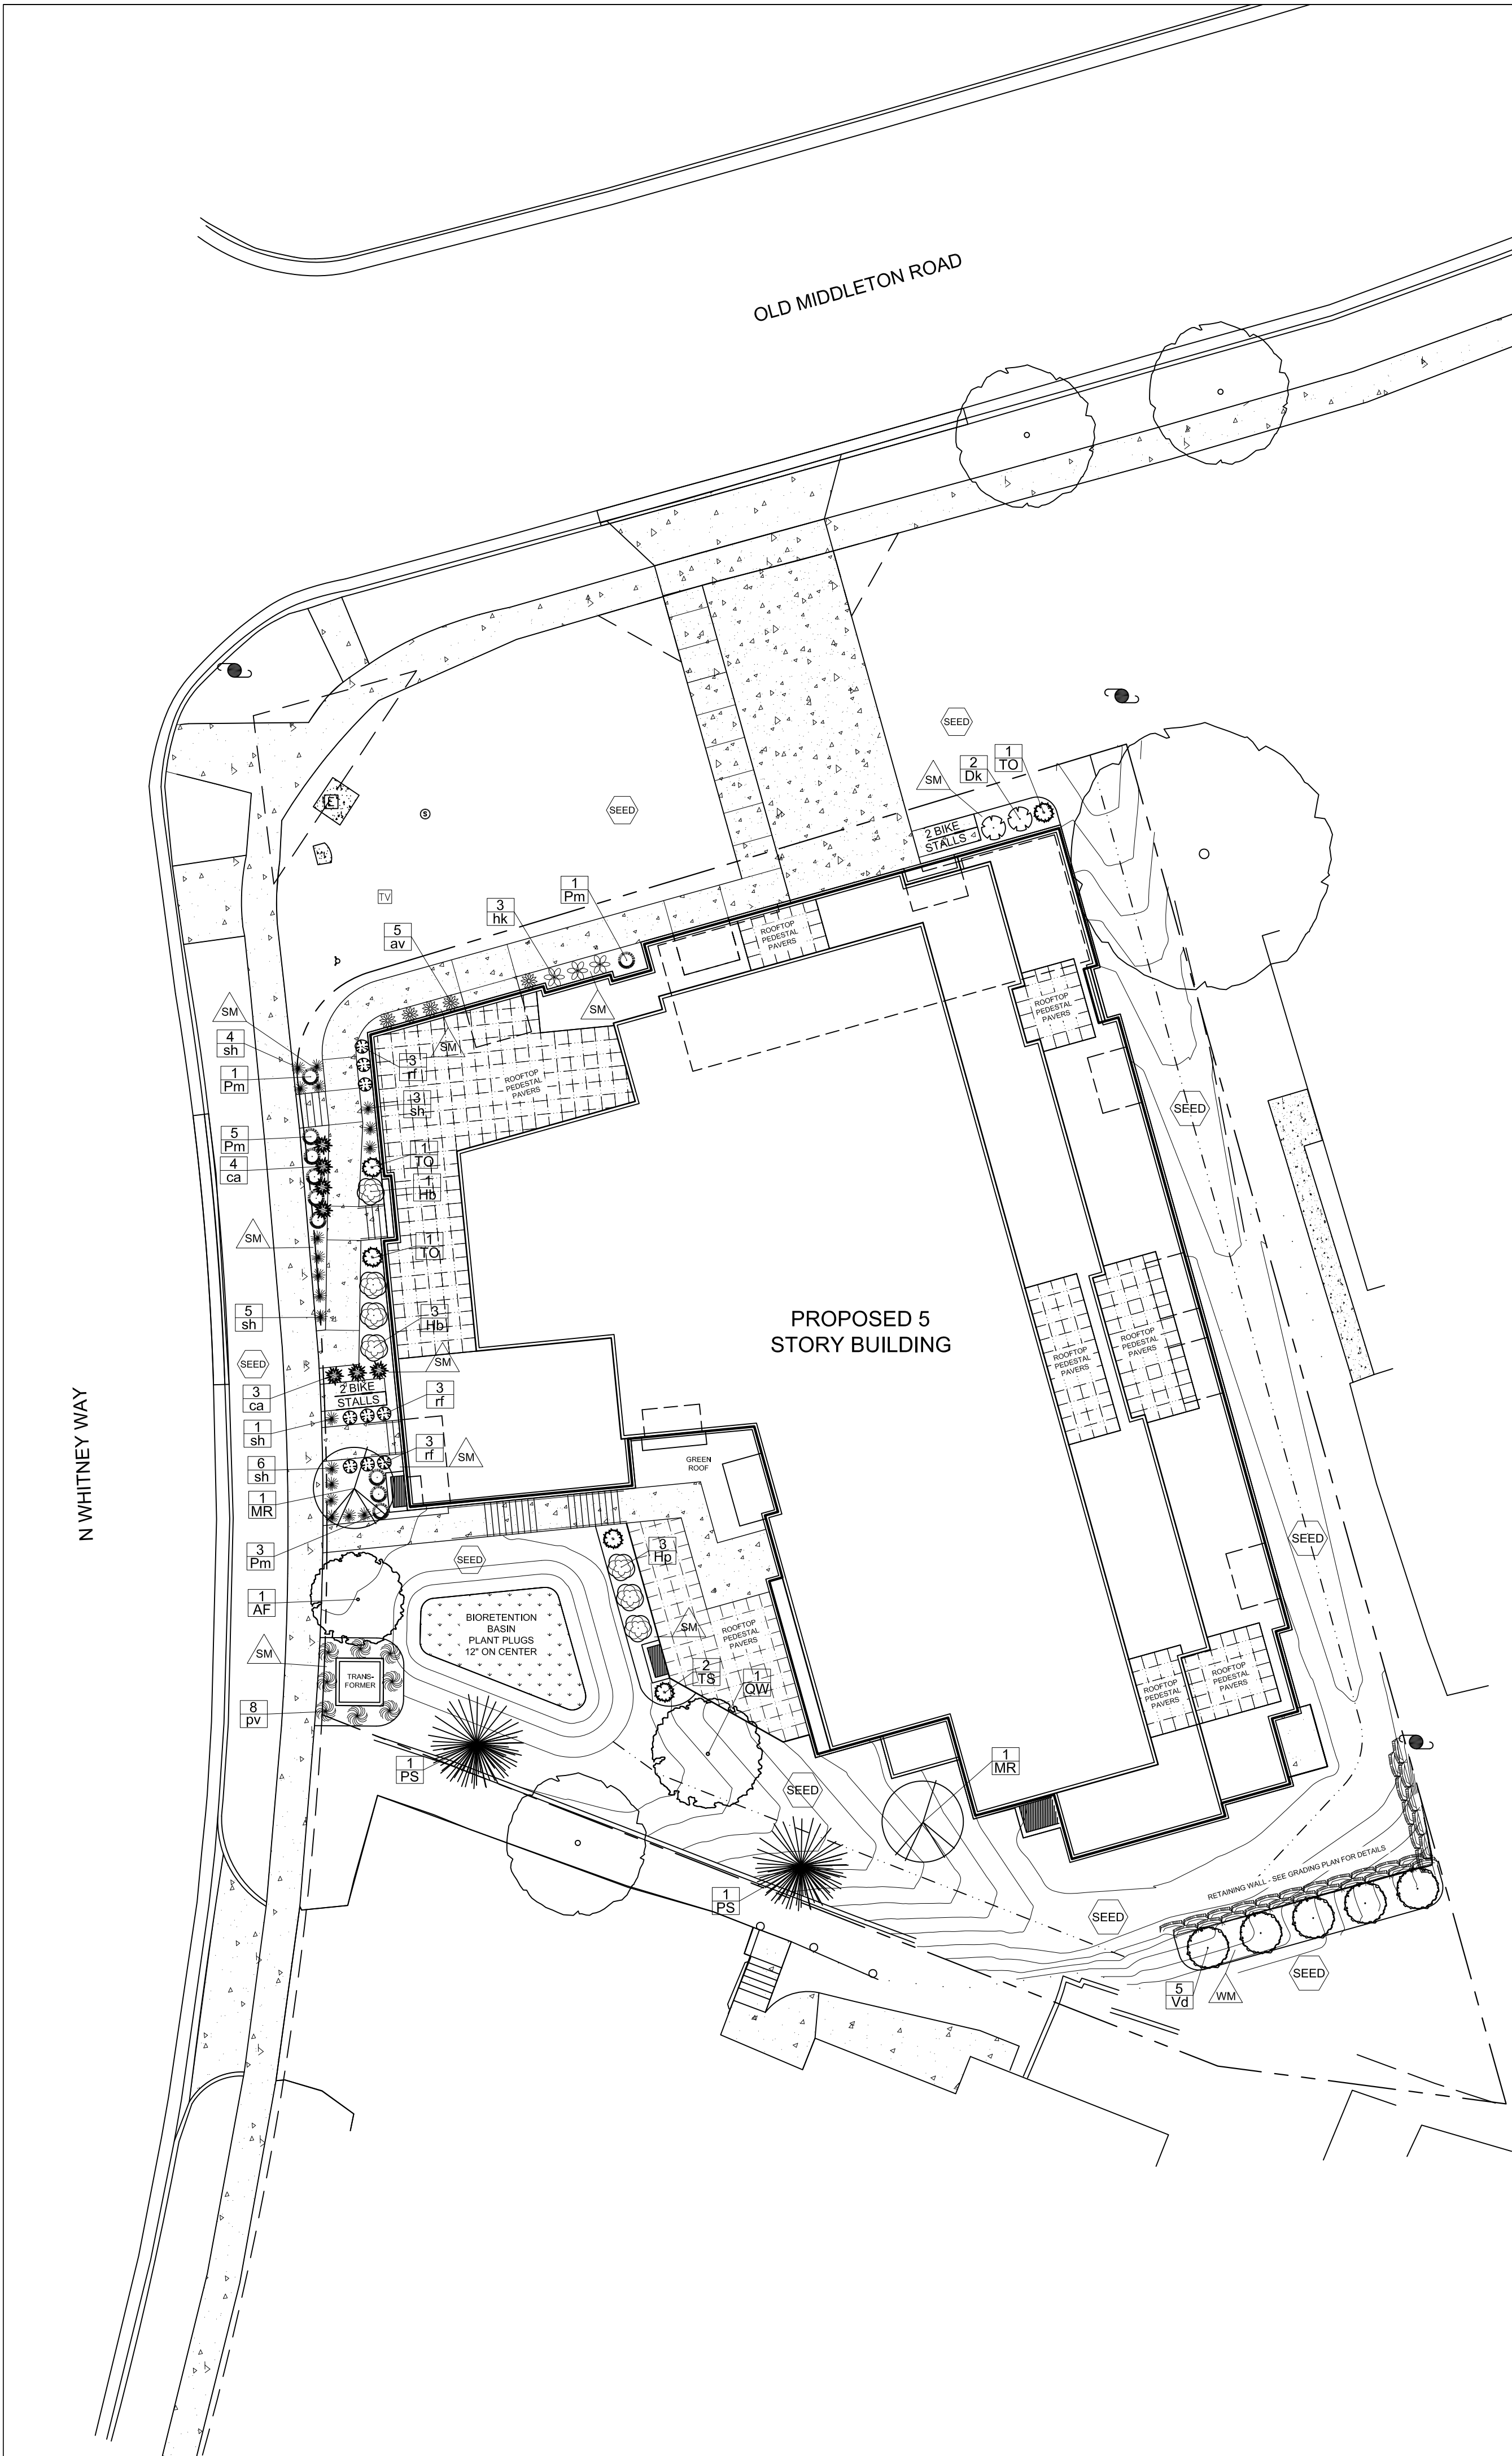 OLD MIDDLETON ROAD
SEED
2
Dk
1
TO
SM
2 BIKE
STALLS
E
S
SEED
TV
1
Pm
3
hk
5
av
ROOFTOP
PEDESTAL
PAVERS
SM
SM
SM
ROOFTOP
PEDESTAL
PAVERS
4
sh
1
Pm
3
rf
ROOFTOP
PEDESTAL
PAVERS
3
sh
SEED
5
Pm
4
ca
1
TO
1
Hb
SM
1
TO
5
sh
3
Hb
PROPOSED 5
STORY BUILDING
ROOFTOP
PEDESTAL
PAVERS
ROOFTOP
PEDESTAL
PAVERS
SEED
SM
3
ca
2 BIKE
STALLS
3
rf
1
sh
3
rf
SM
N WHITNEY WAY
6
sh
GREEN
ROOF
1
MR
SEED
3
Pm
SEED
3
Hp
1
AF
BIORETENTION
BASIN
PLANT PLUGS
12" ON CENTER
SM
ROOFTOP
PEDESTAL
PAVERS
SM
TRANS-
FORMER
2
TS
1
QW
ROOFTOP
PEDESTAL
PAVERS
ROOFTOP
PEDESTAL
PAVERS
8
pv
1
PS
SEED
1
MR
1
PS
RETAINING WALL - SEE GRADING PLAN FOR DETAILS
SEED
5
Vd
WM
SEED